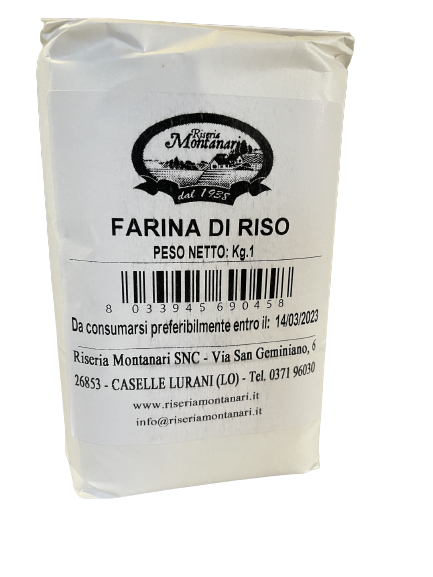 Riseria
Montanari
dal 1938
FARINA DI RISO
PESO NETTO: Kg.1
8 033945 690458
Da consumarsi preferibilmente entro il: 14/03/2023
Riseria Montanari SNC - Via San Geminiano, 6
26853 - CASELLE LURANI (LO) - Tel. 0371 96030
www.riseriamontanari.it
info@riseriamontanari.it